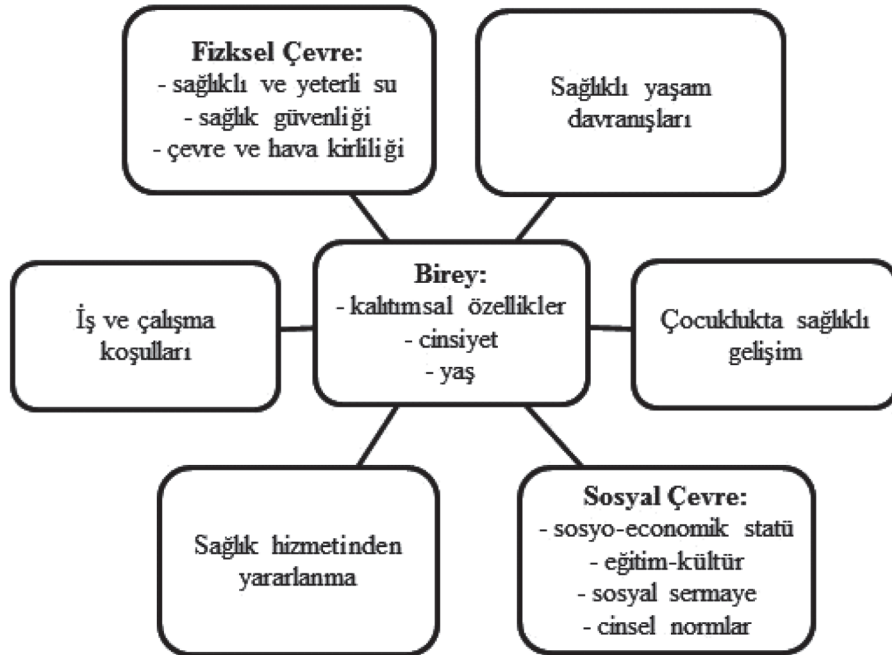 Fizksel Çevre:
- sağlıklı ve yeterli su
- sağlık güvenliği
- çevre ve hava kirliliği
Sağlıklı yaşam
davranışları
İş ve çalışma
koşulları
Birey:
- kalıtımsal özellikler
- cinsiyet
- yaş
Çocuklukta sağlıklı
gelişim
Sağlık hizmetinden
yararlanma
Sosyal Çevre:
- sosyo-economik statü
- eğitim-kültür
- sosyal sermaye
- cinsel normlar